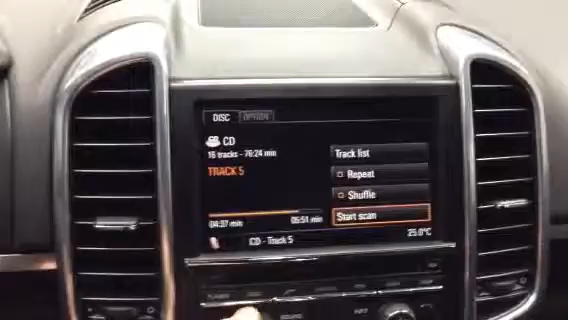 DISC OPTION
CD
16 tracks - 76:24 min
TRACK 5
Track list
Repeat
Shuffle
Start scan
04:37 min 05:51 min
CD - Track 5
25.0°C